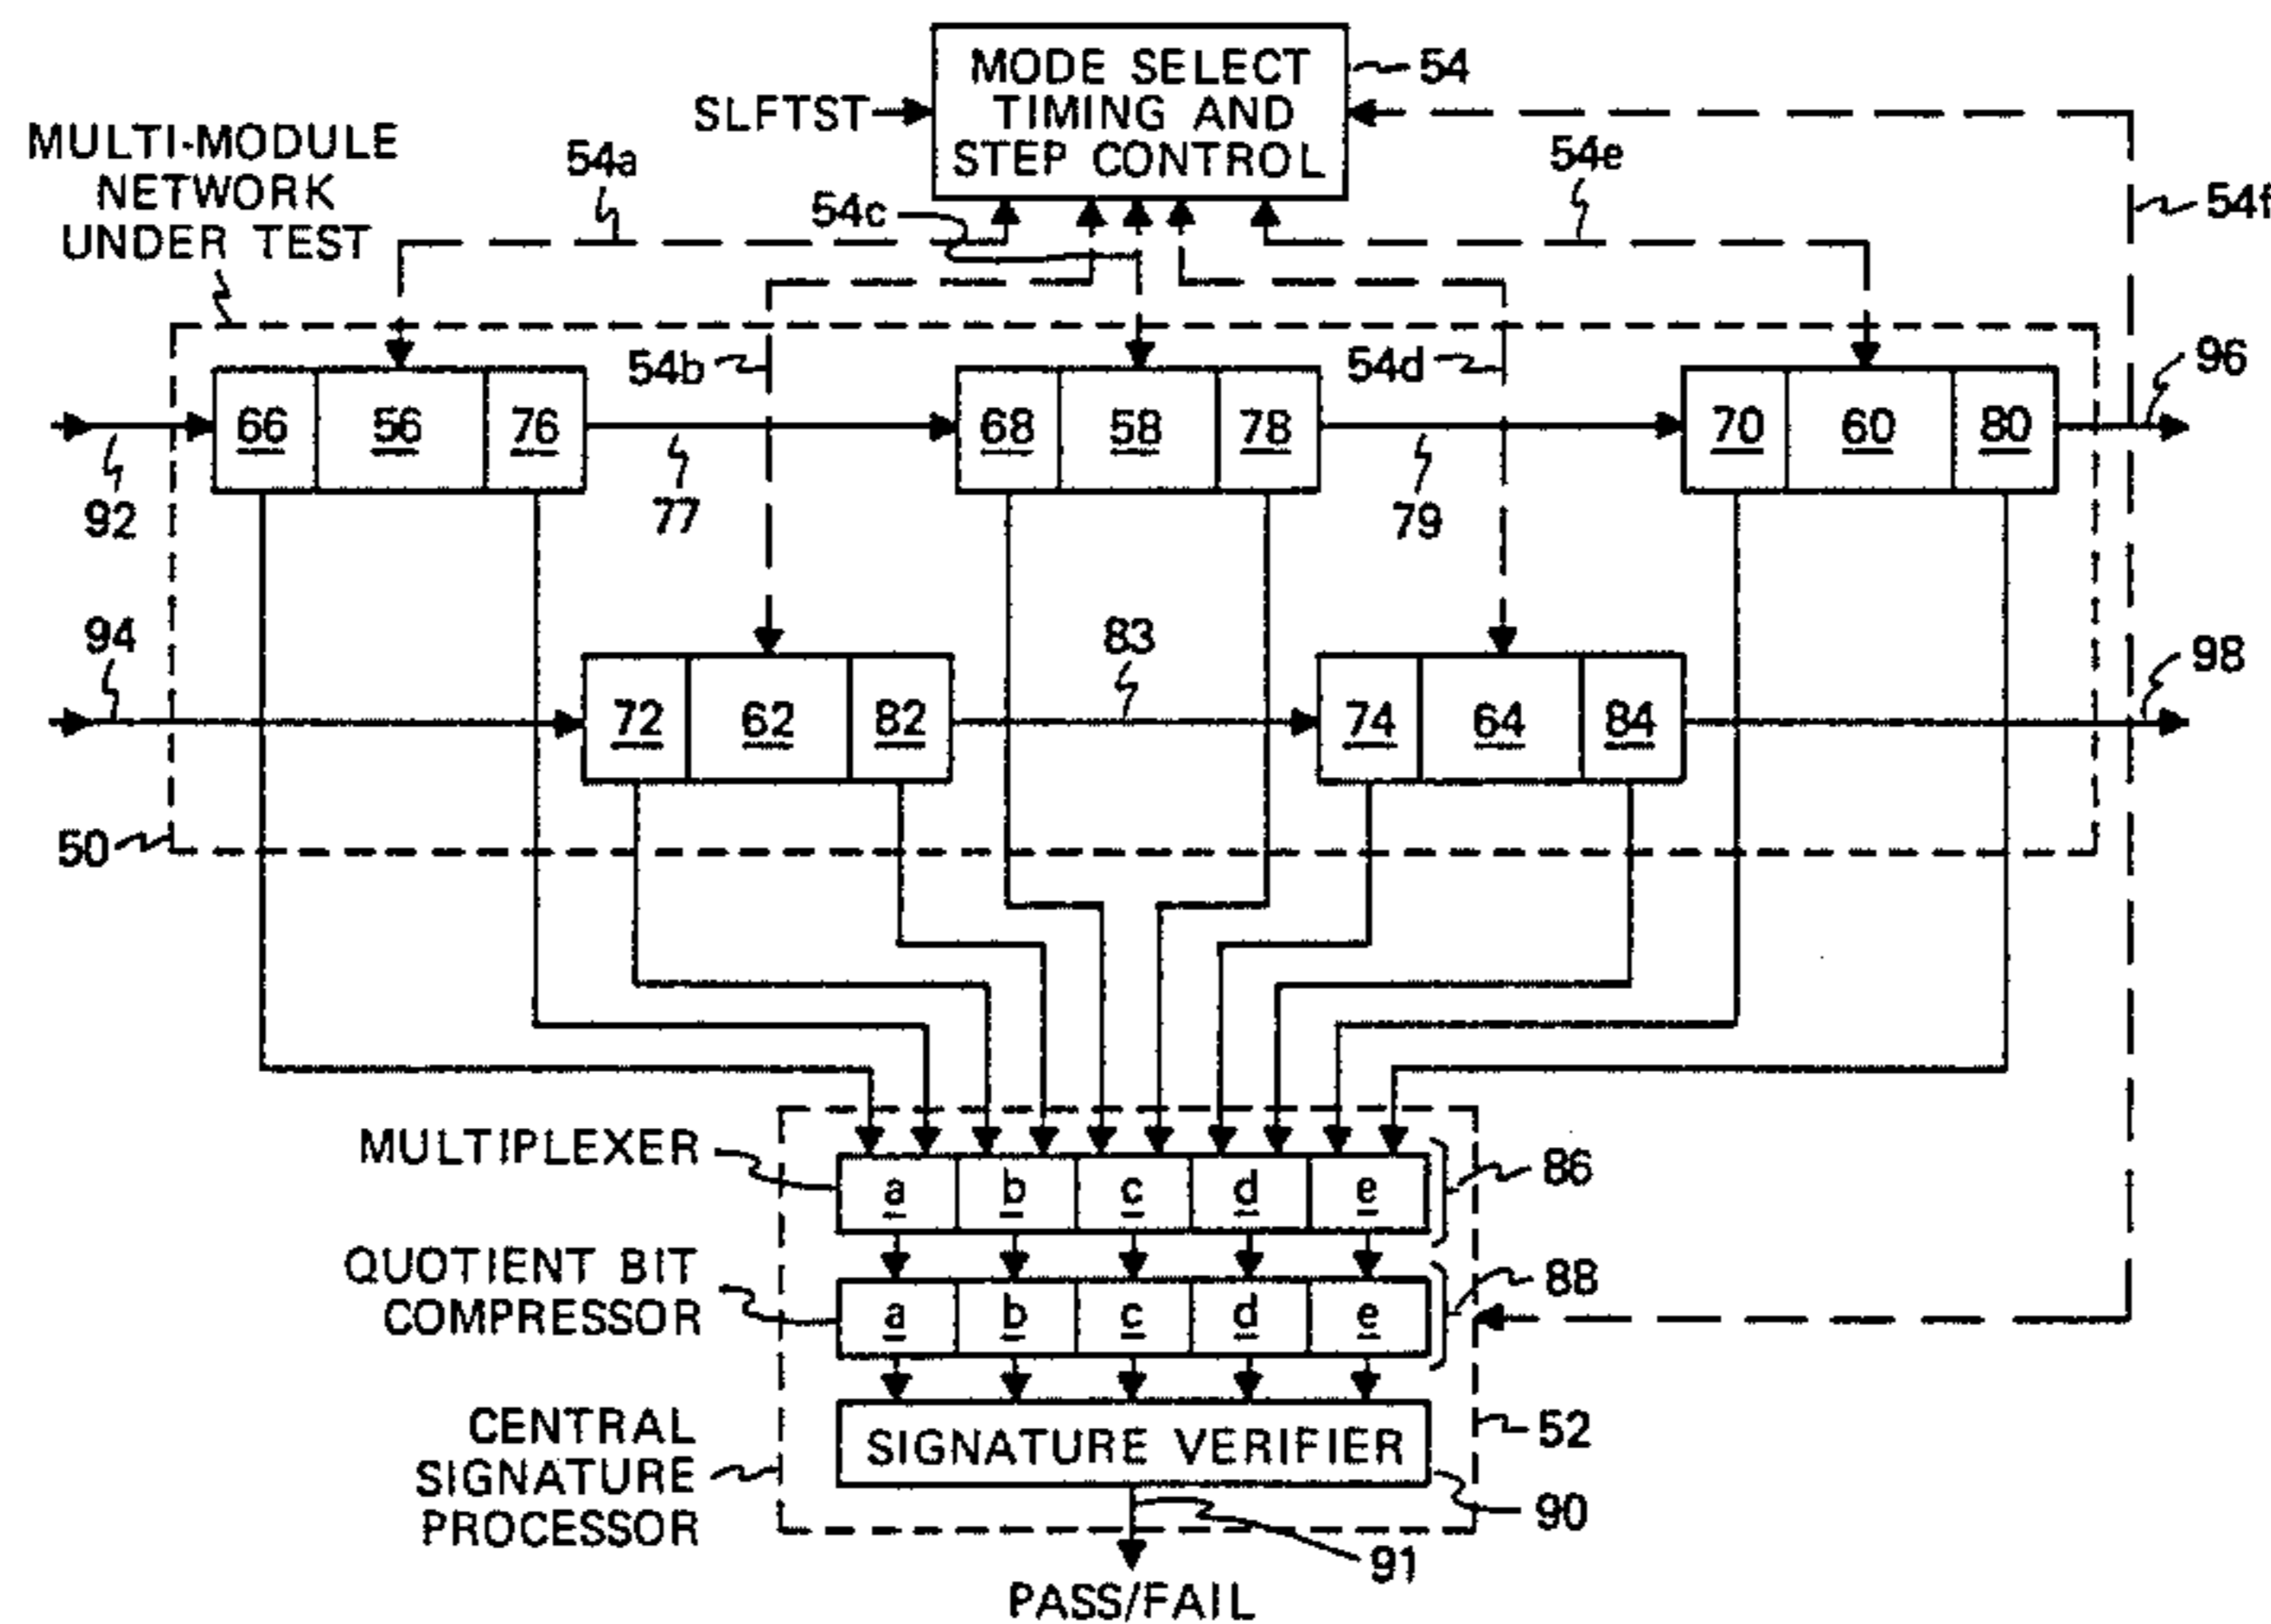 MODE SELECT
TIMING AND
STEP CONTROL
54
SLFTST
MULTI-MODULE
NETWORK
UNDER TEST
54a
54c
54e
54f
54b
54d
96
66 56 76
68 58 78
70 60 80
92
77
79
94
83
98
72 62 82
74 64 84
50
MULTIPLEXER
a b c d e
86
QUOTIENT BIT
COMPRESSOR
a b c d e
88
CENTRAL
SIGNATURE
PROCESSOR
SIGNATURE VERIFIER
52
90
91
PASS/FAIL